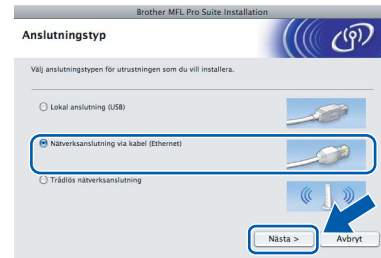 Brother MFL Pro Suite Installation
Anslutningstyp
Välj anslutningstypen för utrustningen som du vill installera.
Lokal anslutning (USB)
Nätverksanslutning via kabel (Ethernet)
Trådlös nätverksanslutning
Nästa >
Avbryt